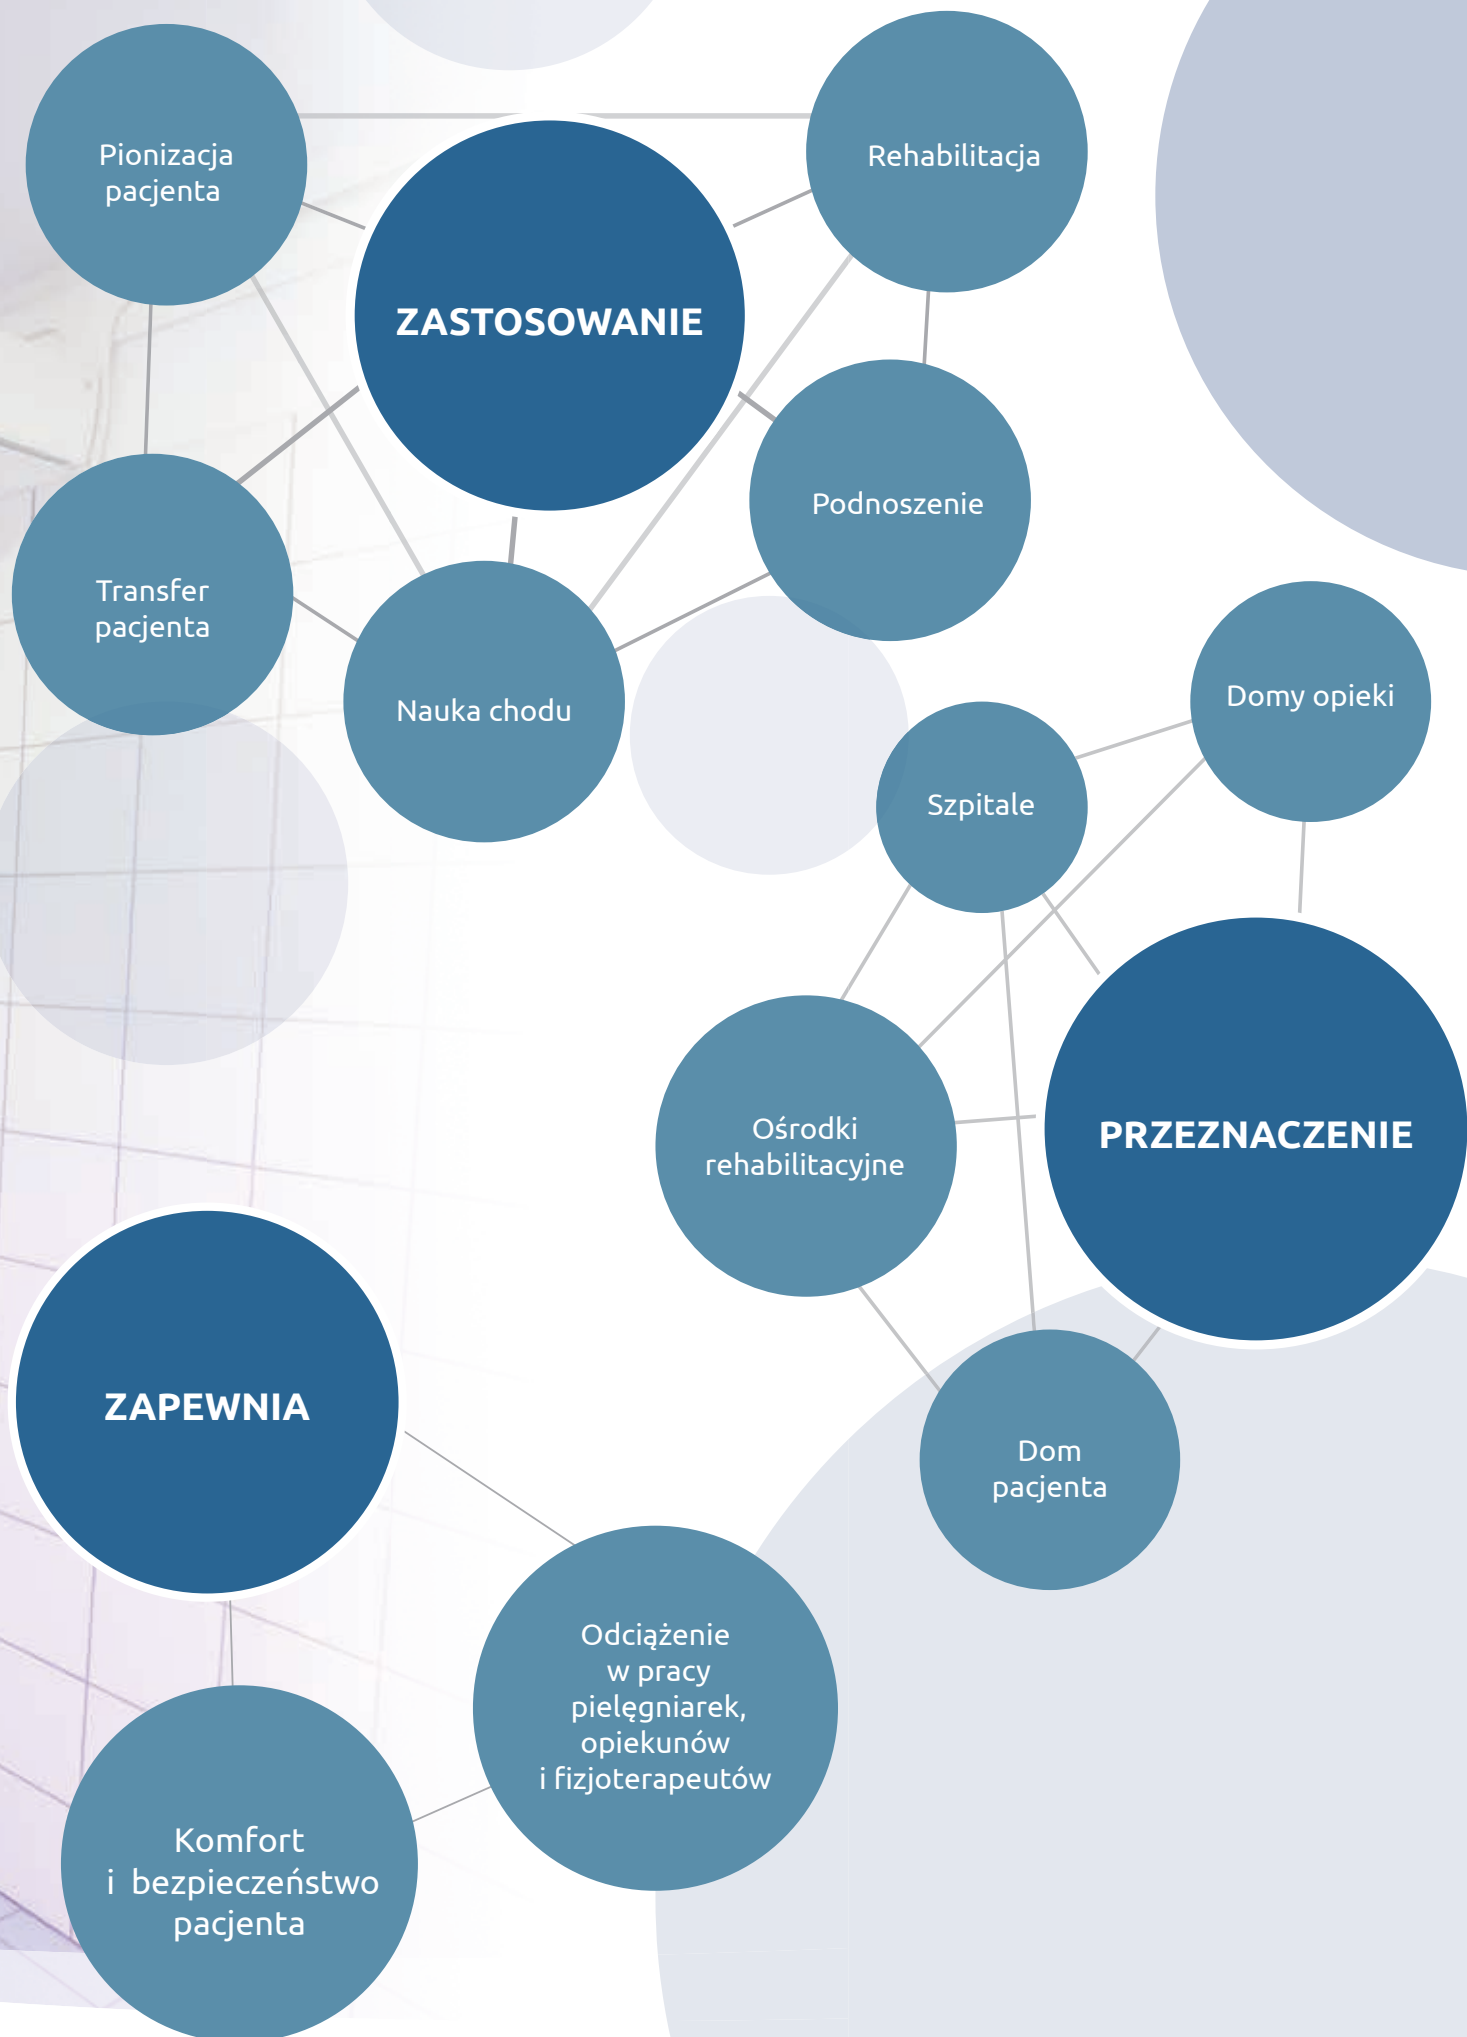 Pionizacja
pacjenta
Rehabilitacja
ZASTOSOWANIE
Podnoszenie
Transfer
pacjenta
Nauka chodu
Domy opieki
Szpitale
Ośrodki
rehabilitacyjne
PRZEZNACZENIE
ZAPEWNIA
Dom
pacjenta
Odciążenie
w pracy
pielęgniarek,
opiekunów
i fizjoterapeutów
Komfort
i bezpieczeństwo
pacjenta